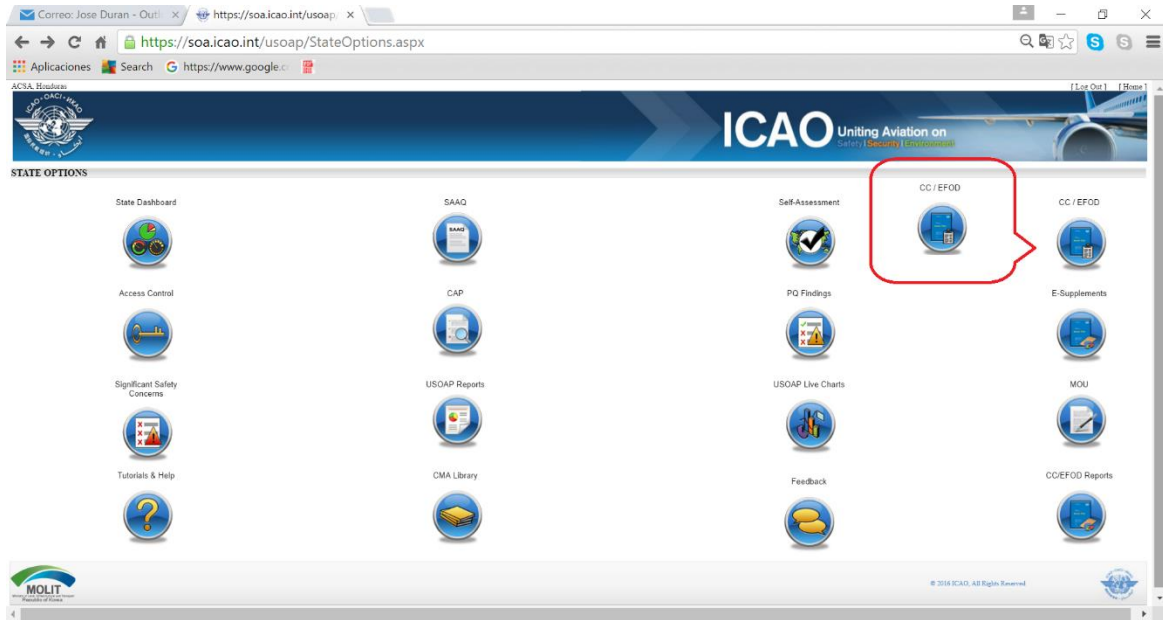 Correo: Jose Duran - Outl
https://soa.icao.int/usoap/
https://soa.icao.int/usoap/StateOptions.aspx
Aplicaciones
Search
https://www.google.c
ACSA, Honduras
[ Log Out ] [ Home ]
ICAO
Uniting Aviation on
Safety | Security | Environment
STATE OPTIONS
State Dashboard
SAAQ
Self-Assessment
CC / EFOD
CC / EFOD
SAAQ
Access Control
CAP
PQ Findings
E-Supplements
Significant Safety
Concerns
USOAP Reports
USOAP Live Charts
MOU
Tutorials & Help
CMA Library
Feedback
CC/EFOD Reports
MOLIT
Republic of Korea
© 2016 ICAO, All Rights Reserved